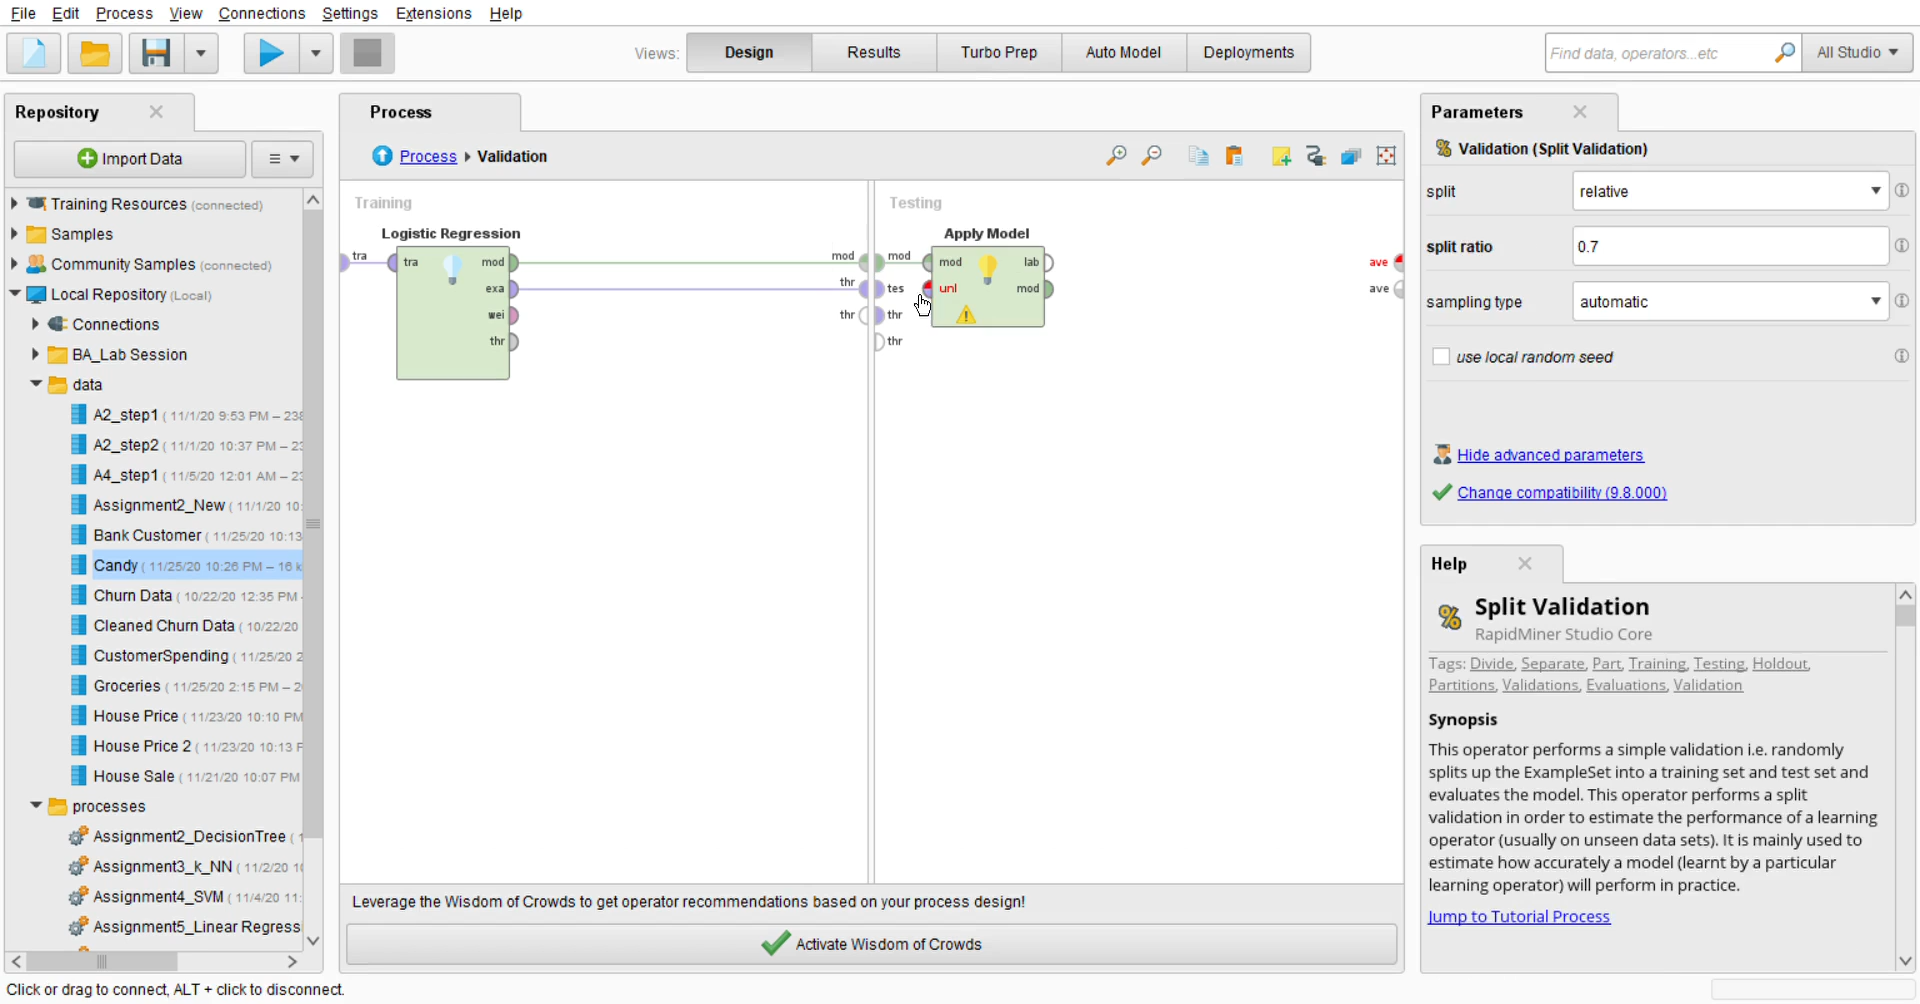 File Edit Process View Connections Settings Extensions Help
Views: Design Results Turbo Prep Auto Model Deployments
Find data, operators...etc
All Studio
Repository
Import Data
Training Resources (connected)
Samples
Community Samples (connected)
Local Repository (Local)
Connections
BA_Lab Session
data
A2_step1 ( 11/1/20 9:53 PM – 238
A2_step2 ( 11/1/20 10:37 PM – 23
A4_step1 ( 11/5/20 12:01 AM – 23
Assignment2_New ( 11/1/20 10:
Bank Customer ( 11/25/20 10:13
Candy ( 11/25/20 10:26 PM – 16 k
Churn Data ( 10/22/20 12:35 PM
Cleaned Churn Data ( 10/22/20
CustomerSpending ( 11/25/20 2
Groceries ( 11/25/20 2:15 PM – 2
House Price ( 11/23/20 10:10 PM
House Price 2 ( 11/23/20 10:13 P
House Sale ( 11/21/20 10:07 PM
processes
Assignment2_DecisionTree (
Assignment3_k_NN ( 11/2/20 1
Assignment4_SVM ( 11/4/20 11:
Assignment5_Linear Regress
Process
Process Validation
Training
Logistic Regression
tra
tra
mod
exa
wei
thr
mod
thr
thr
Testing
Apply Model
mod
tes
thr
thr
mod
unl
lab
mod
ave
ave
Leverage the Wisdom of Crowds to get operator recommendations based on your process design!
Activate Wisdom of Crowds
Parameters
% Validation (Split Validation)
split relative
split ratio 0.7
sampling type automatic
use local random seed
Hide advanced parameters
Change compatibility (9.8.000)
Help
% Split Validation
RapidMiner Studio Core
Tags: Divide, Separate, Part, Training, Testing, Holdout,
Partitions, Validations, Evaluations, Validation
Synopsis
This operator performs a simple validation i.e. randomly
splits up the ExampleSet into a training set and test set and
evaluates the model. This operator performs a split
validation in order to estimate the performance of a learning
operator (usually on unseen data sets). It is mainly used to
estimate how accurately a model (learnt by a particular
learning operator) will perform in practice.
Jump to Tutorial Process
Click or drag to connect, ALT + click to disconnect.